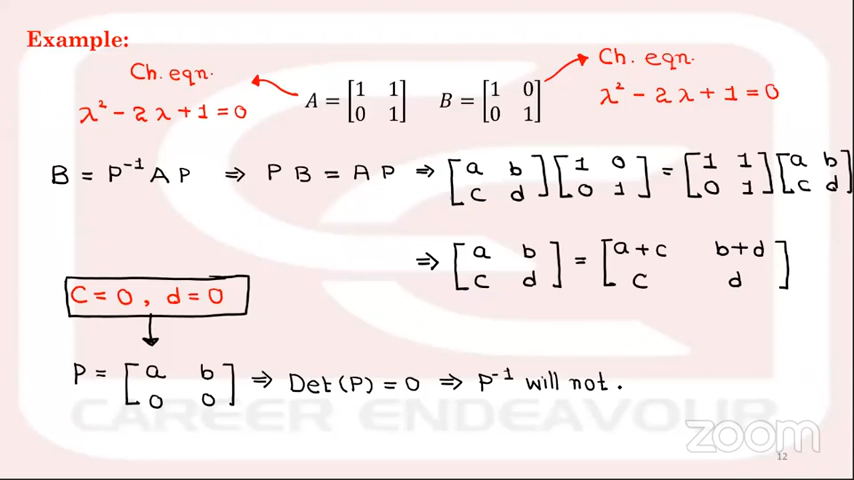 Example:
Ch. eqn.
λ² - 2λ + 1 = 0
A = [1 1; 0 1] B = [1 0; 0 1]
Ch. eqn.
λ² - 2λ + 1 = 0
B = P⁻¹ A P ⇒ P B = A P ⇒ [a b; c d] [1 0; 0 1] = [1 1; 0 1] [a b; c d]
⇒ [a b; c d] = [a+c b+d; c d]
C = 0, d = 0
P = [a b; 0 0] ⇒ Det(P) = 0 ⇒ P⁻¹ will not.
CAREER ENDEAVOUR
zoom
12